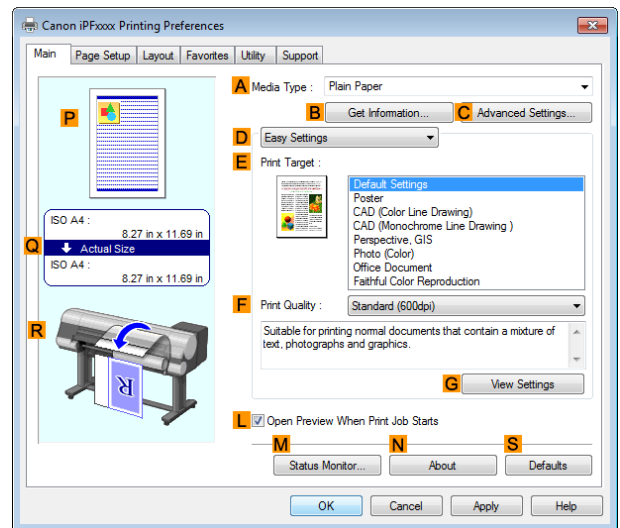 Canon iPFxxxx Printing Preferences
Main Page Setup Layout Favorites Utility Support
A Media Type : Plain Paper
B Get Information... C Advanced Settings...
D Easy Settings
E Print Target :
Default Settings
Poster
CAD (Color Line Drawing)
CAD (Monochrome Line Drawing )
Perspective, GIS
Photo (Color)
Office Document
Faithful Color Reproduction
F Print Quality : Standard (600dpi)
Suitable for printing normal documents that contain a mixture of
text, photographs and graphics.
G View Settings
L Open Preview When Print Job Starts
M N S
Status Monitor... About Defaults
P
ISO A4 :
8.27 in x 11.69 in
Q Actual Size
ISO A4 :
8.27 in x 11.69 in
R
R
OK Cancel Apply Help